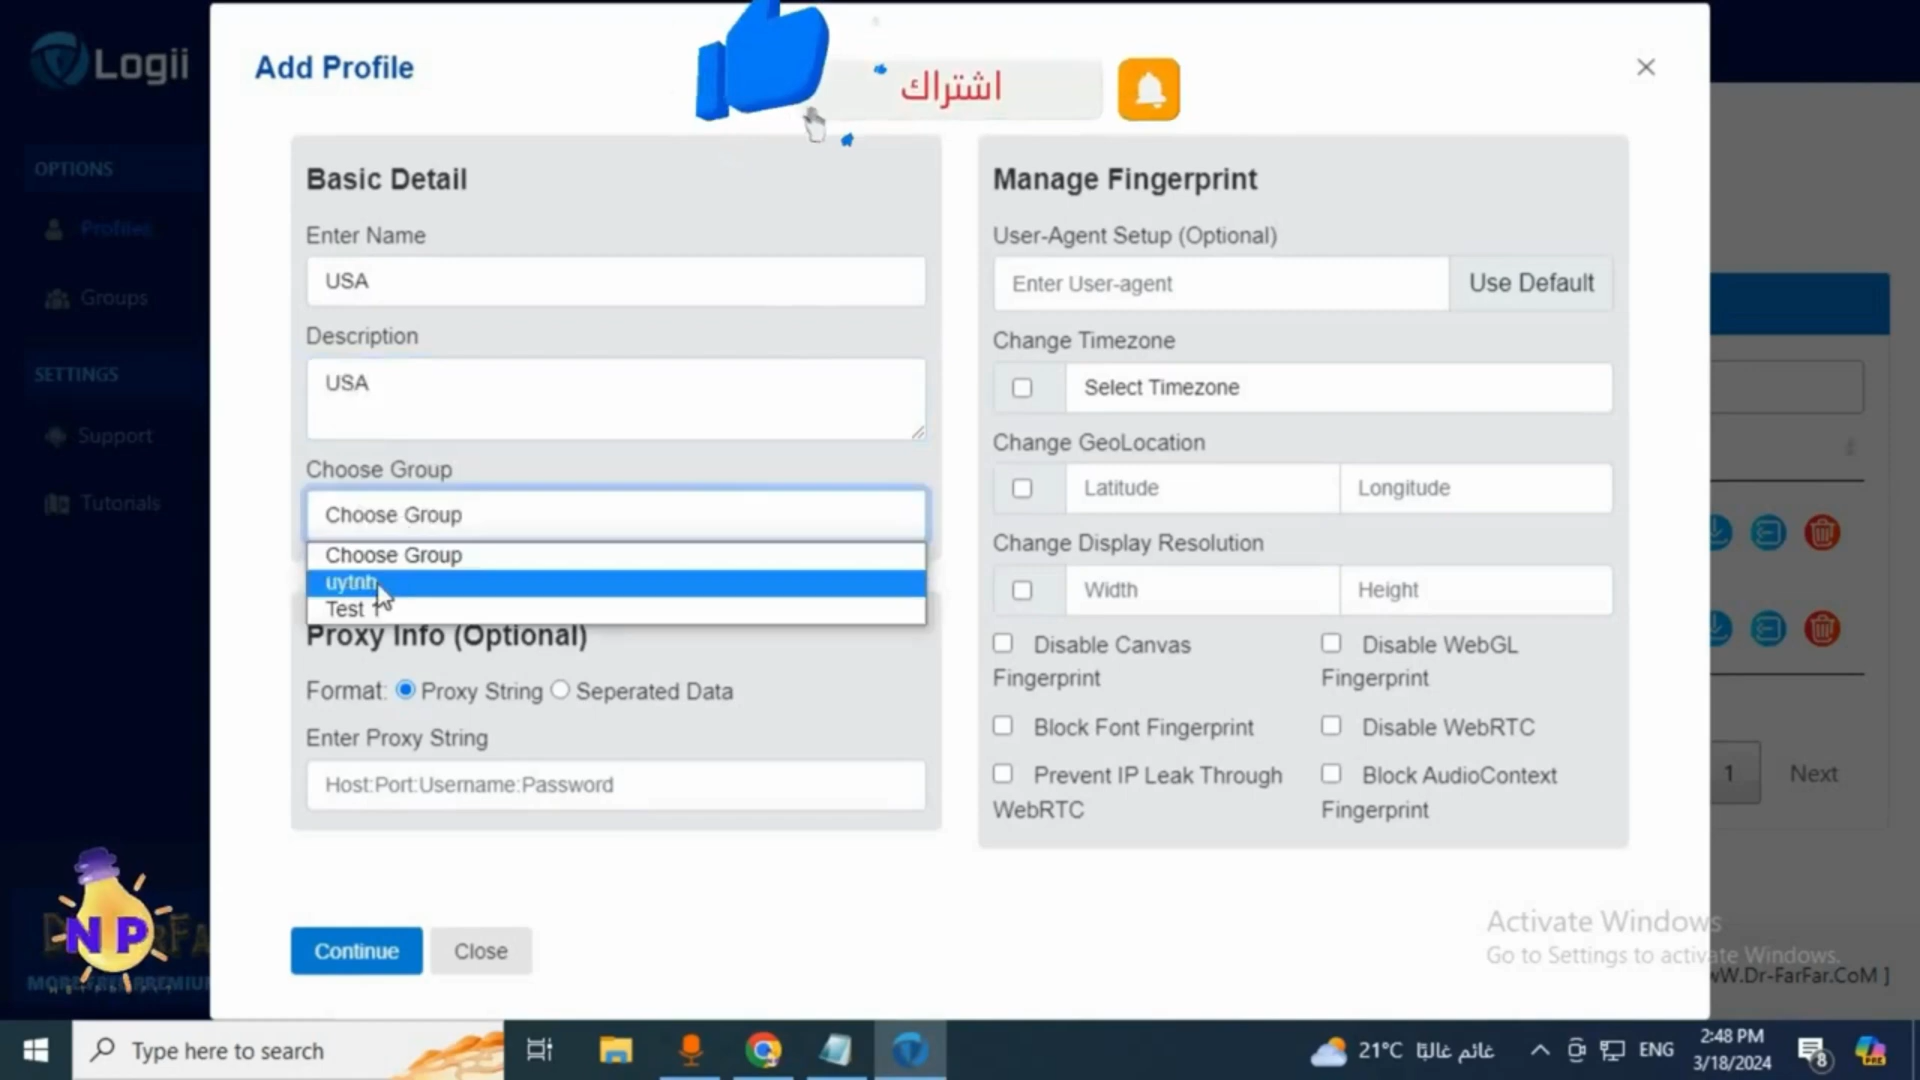 Logii
Add Profile
اشتراك
OPTIONS
Profiles
Groups
SETTINGS
Support
Tutorials
Basic Detail
Enter Name
USA
Description
USA
Choose Group
Choose Group
Choose Group
uytnh
Test 1
Proxy Info (Optional)
Format: Proxy String Seperated Data
Enter Proxy String
Host:Port:Username:Password
Continue Close
Manage Fingerprint
User-Agent Setup (Optional)
Enter User-agent Use Default
Change Timezone
Select Timezone
Change GeoLocation
Latitude Longitude
Change Display Resolution
Width Height
Disable Canvas Fingerprint
Disable WebGL Fingerprint
Block Font Fingerprint
Disable WebRTC
Prevent IP Leak Through WebRTC
Block AudioContext Fingerprint
1 Next
NP
Activate Windows
Go to Settings to activate Windows.
wW.Dr-FarFar.CoM ]
Type here to search
21°C غائم غالبًا
ENG
2:48 PM
3/18/2024
8
PRE